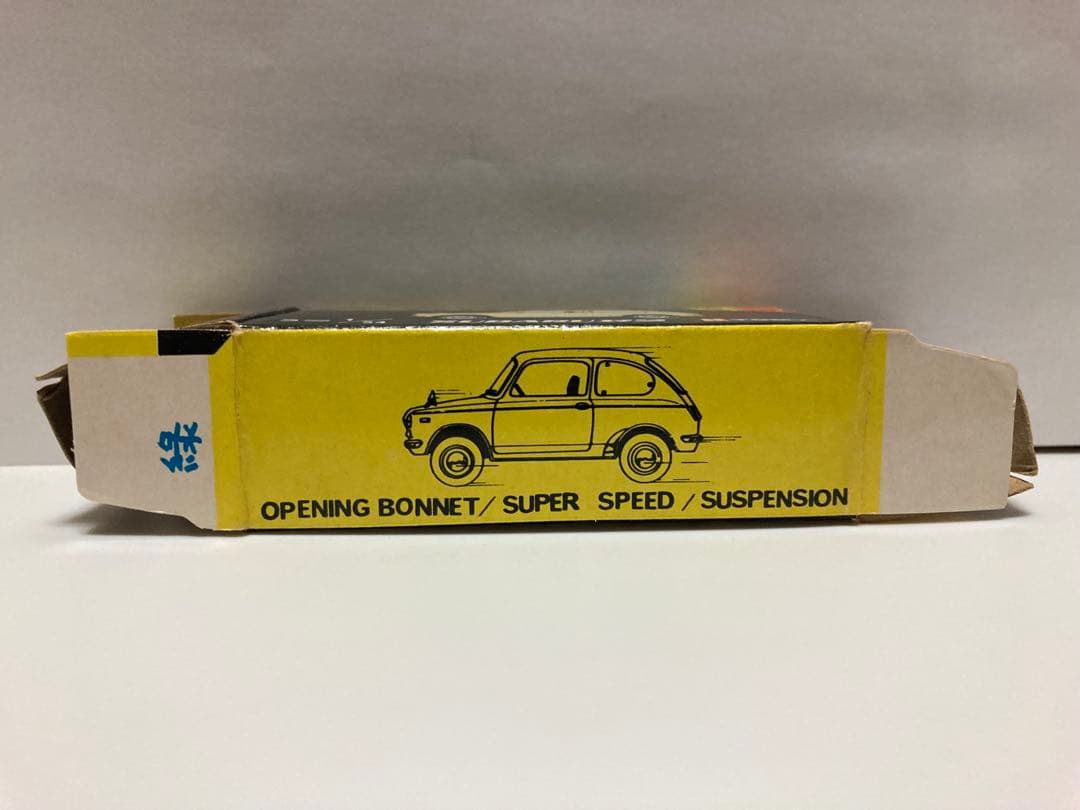 緑
OPENING BONNET/ SUPER SPEED / SUSPENSION